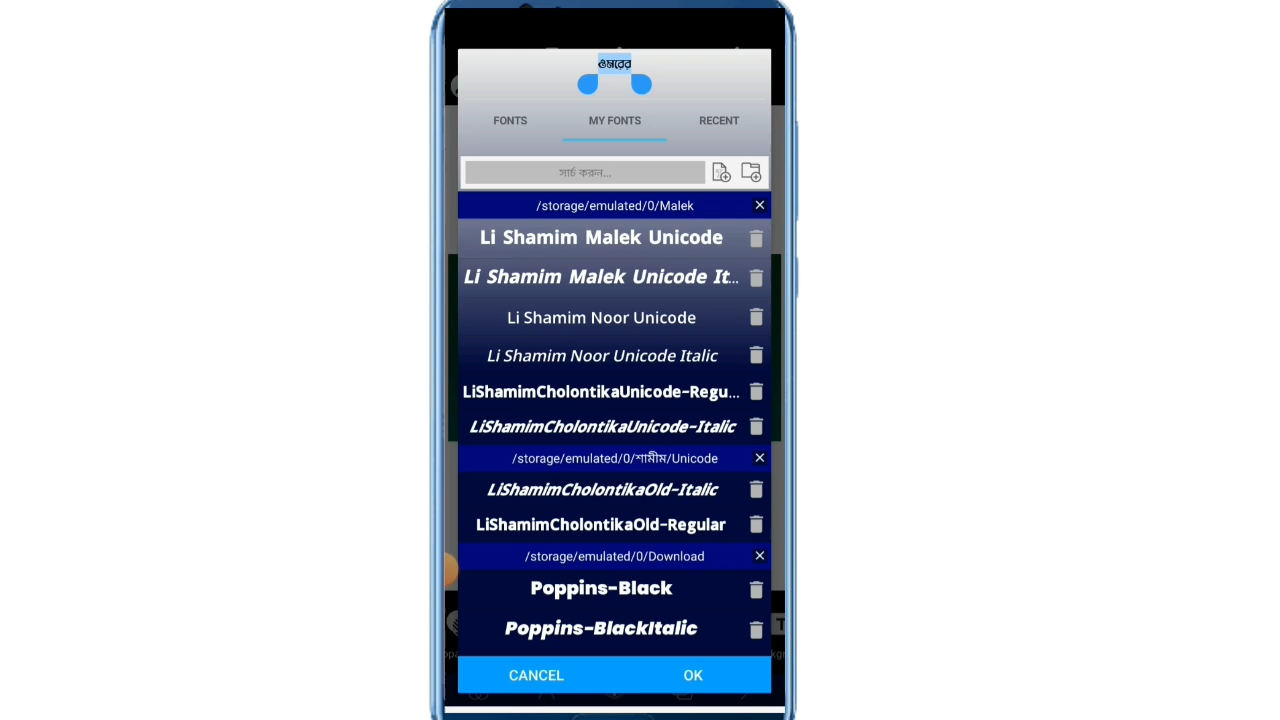 ওমরের
FONTS MY FONTS RECENT
সার্চ করুন...
/storage/emulated/0/Malek
Li Shamim Malek Unicode
Li Shamim Malek Unicode It...
Li Shamim Noor Unicode
Li Shamim Noor Unicode Italic
LiShamimCholontikaUnicode-Regu...
LiShamimCholontikaUnicode-Italic
/storage/emulated/0/শামীম/Unicode
LiShamimCholontikaOld-Italic
LiShamimCholontikaOld-Regular
/storage/emulated/0/Download
Poppins-Black
Poppins-BlackItalic
CANCEL OK